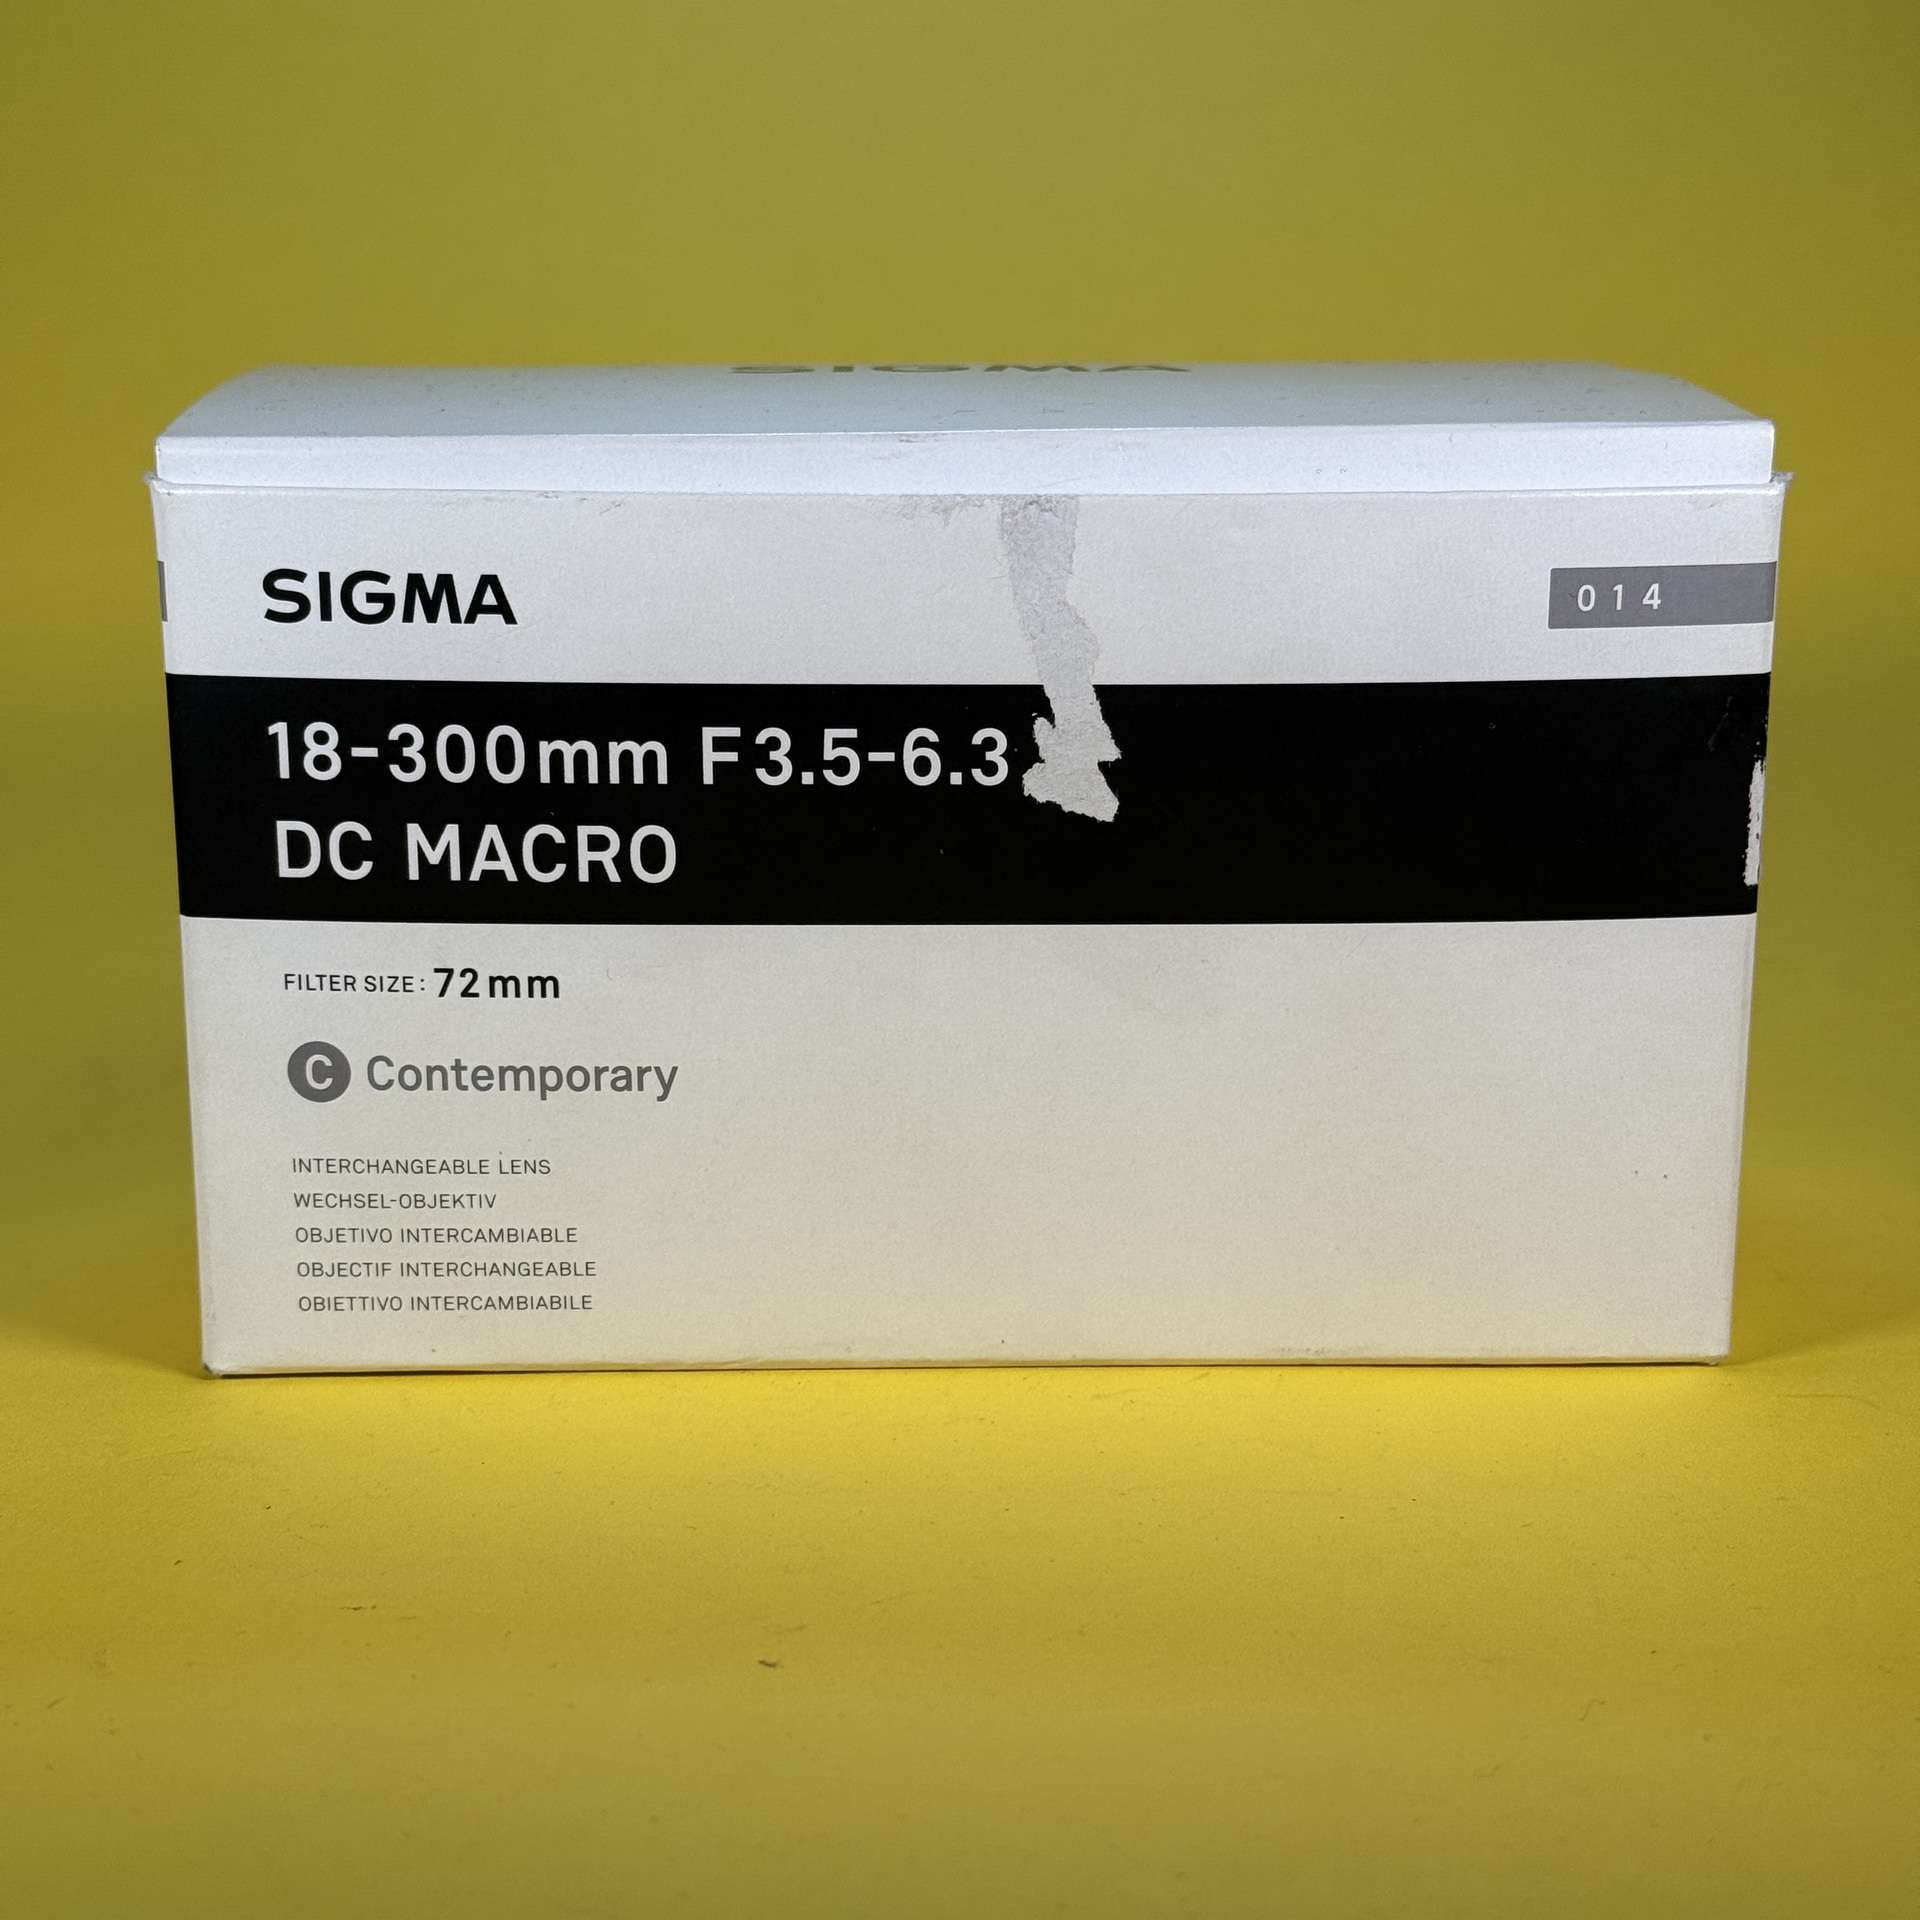 SIGMA
SIGMA
014
18-300mm F3.5-6.3
DC MACRO
FILTER SIZE: 72mm
C Contemporary
INTERCHANGEABLE LENS
WECHSEL-OBJEKTIV
OBJETIVO INTERCAMBIABLE
OBJECTIF INTERCHANGEABLE
OBIETTIVO INTERCAMBIABILE